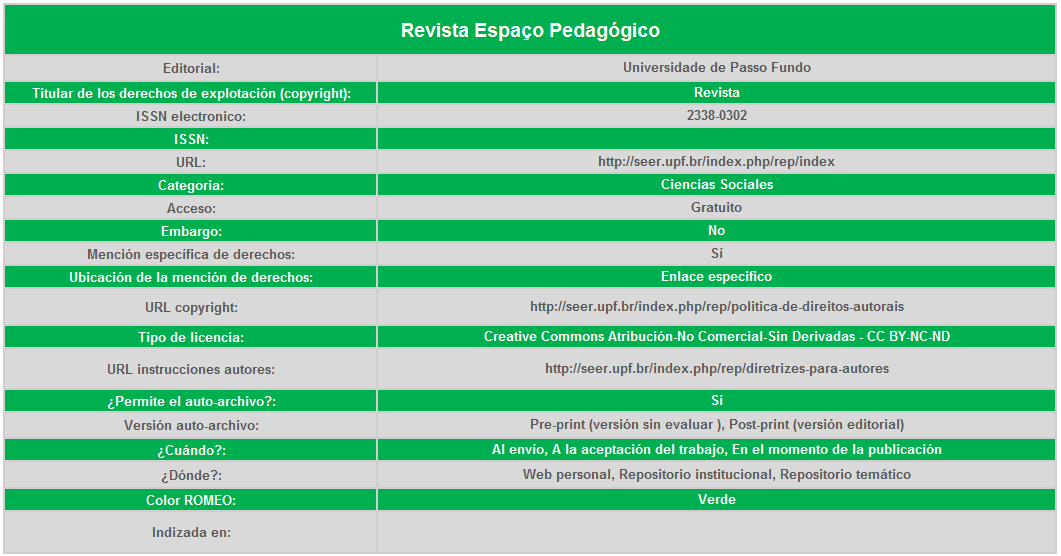 Revista Espaço Pedagógico
Editorial: Universidade de Passo Fundo
Titular de los derechos de explotación (copyright): Revista
ISSN electronico: 2338-0302
ISSN:
URL: http://seer.upf.br/index.php/rep/index
Categoria: Ciencias Sociales
Acceso: Gratuito
Embargo: No
Mención específica de derechos: Sí
Ubicación de la mención de derechos: Enlace específico
URL copyright: http://seer.upf.br/index.php/rep/politica-de-direitos-autorais
Tipo de licencia: Creative Commons Atribución-No Comercial-Sin Derivadas - CC BY-NC-ND
URL instrucciones autores: http://seer.upf.br/index.php/rep/diretrizes-para-autores
¿Permite el auto-archivo?: Sí
Versión auto-archivo: Pre-print (versión sin evaluar ), Post-print (versión editorial)
¿Cuándo?: Al envío, A la aceptación del trabajo, En el momento de la publicación
¿Dónde?: Web personal, Repositorio institucional, Repositorio temático
Color ROMEO: Verde
Indizada en: